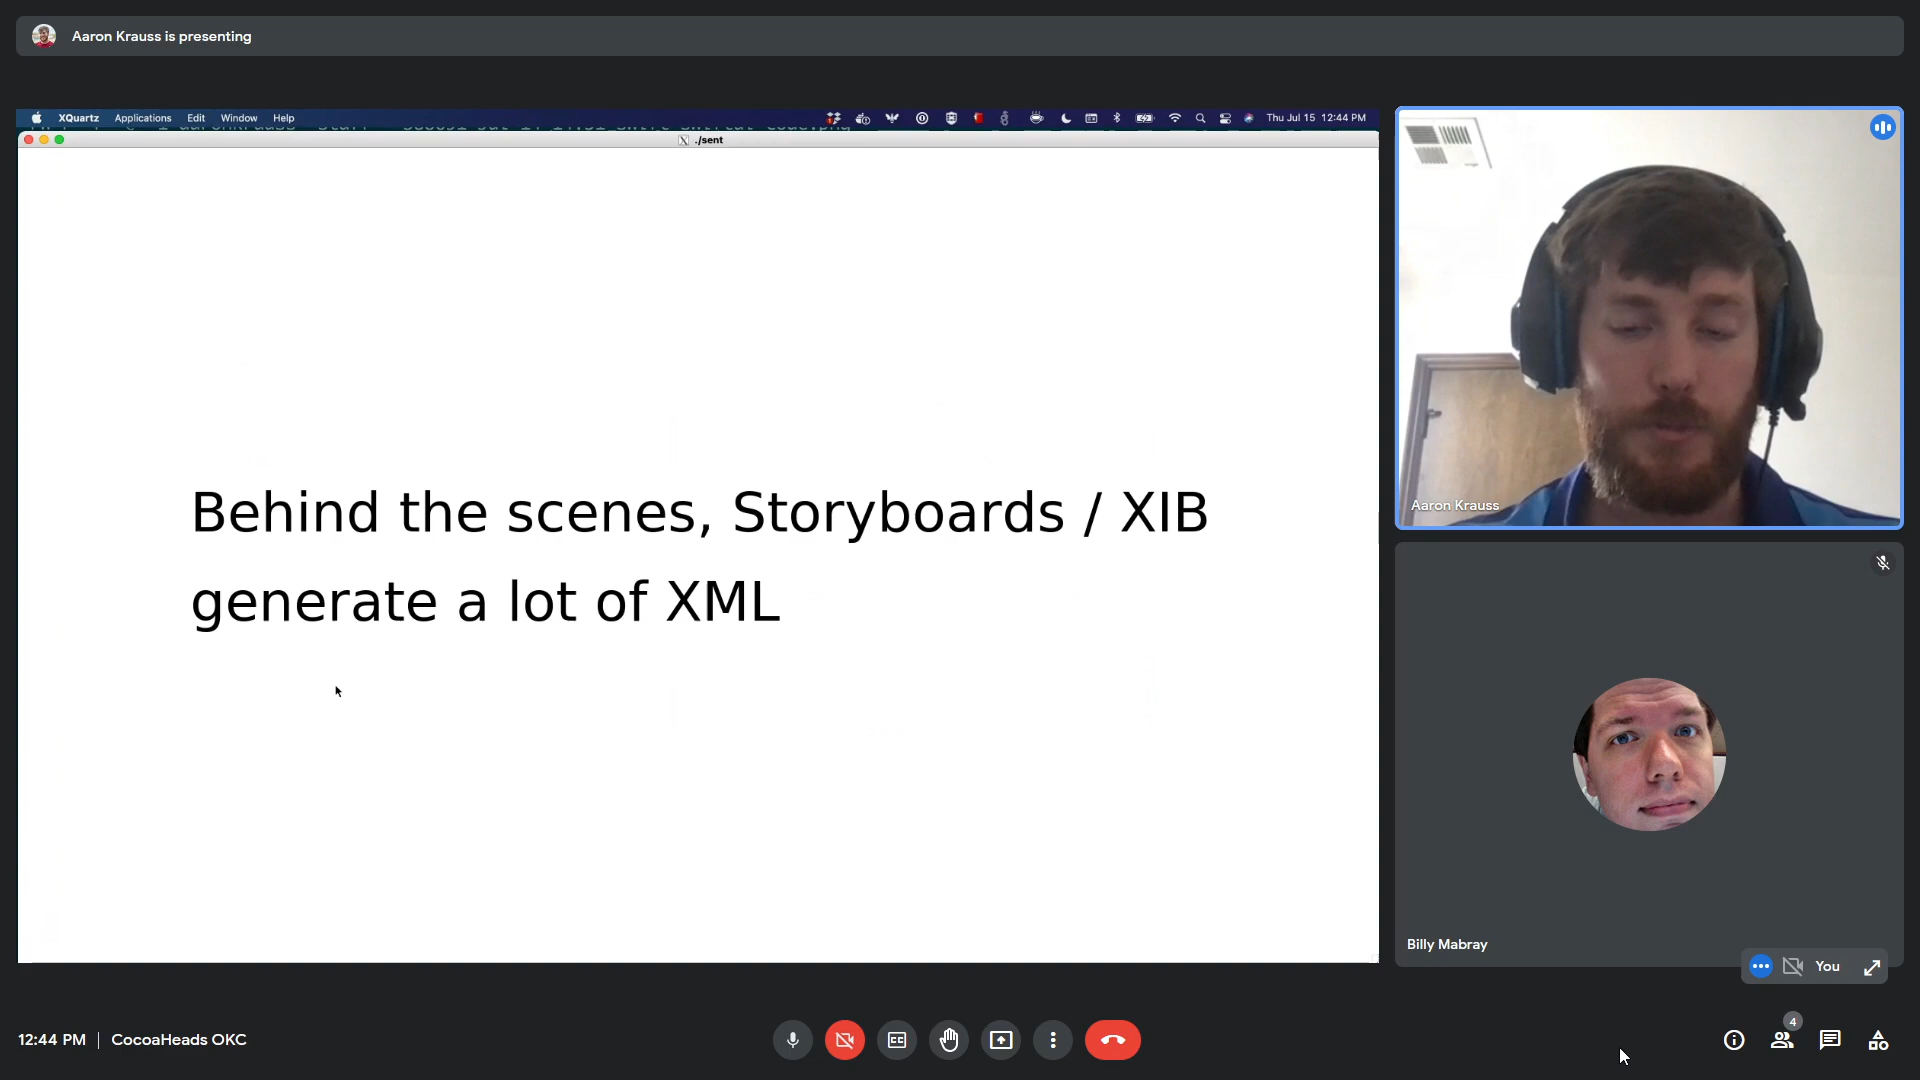 Aaron Krauss is presenting
XQuartz Applications Edit Window Help
Thu Jul 15 12:44 PM
./sent
Behind the scenes, Storyboards / XIB
generate a lot of XML
Aaron Krauss
Billy Mabray
You
12:44 PM | CocoaHeads OKC
4